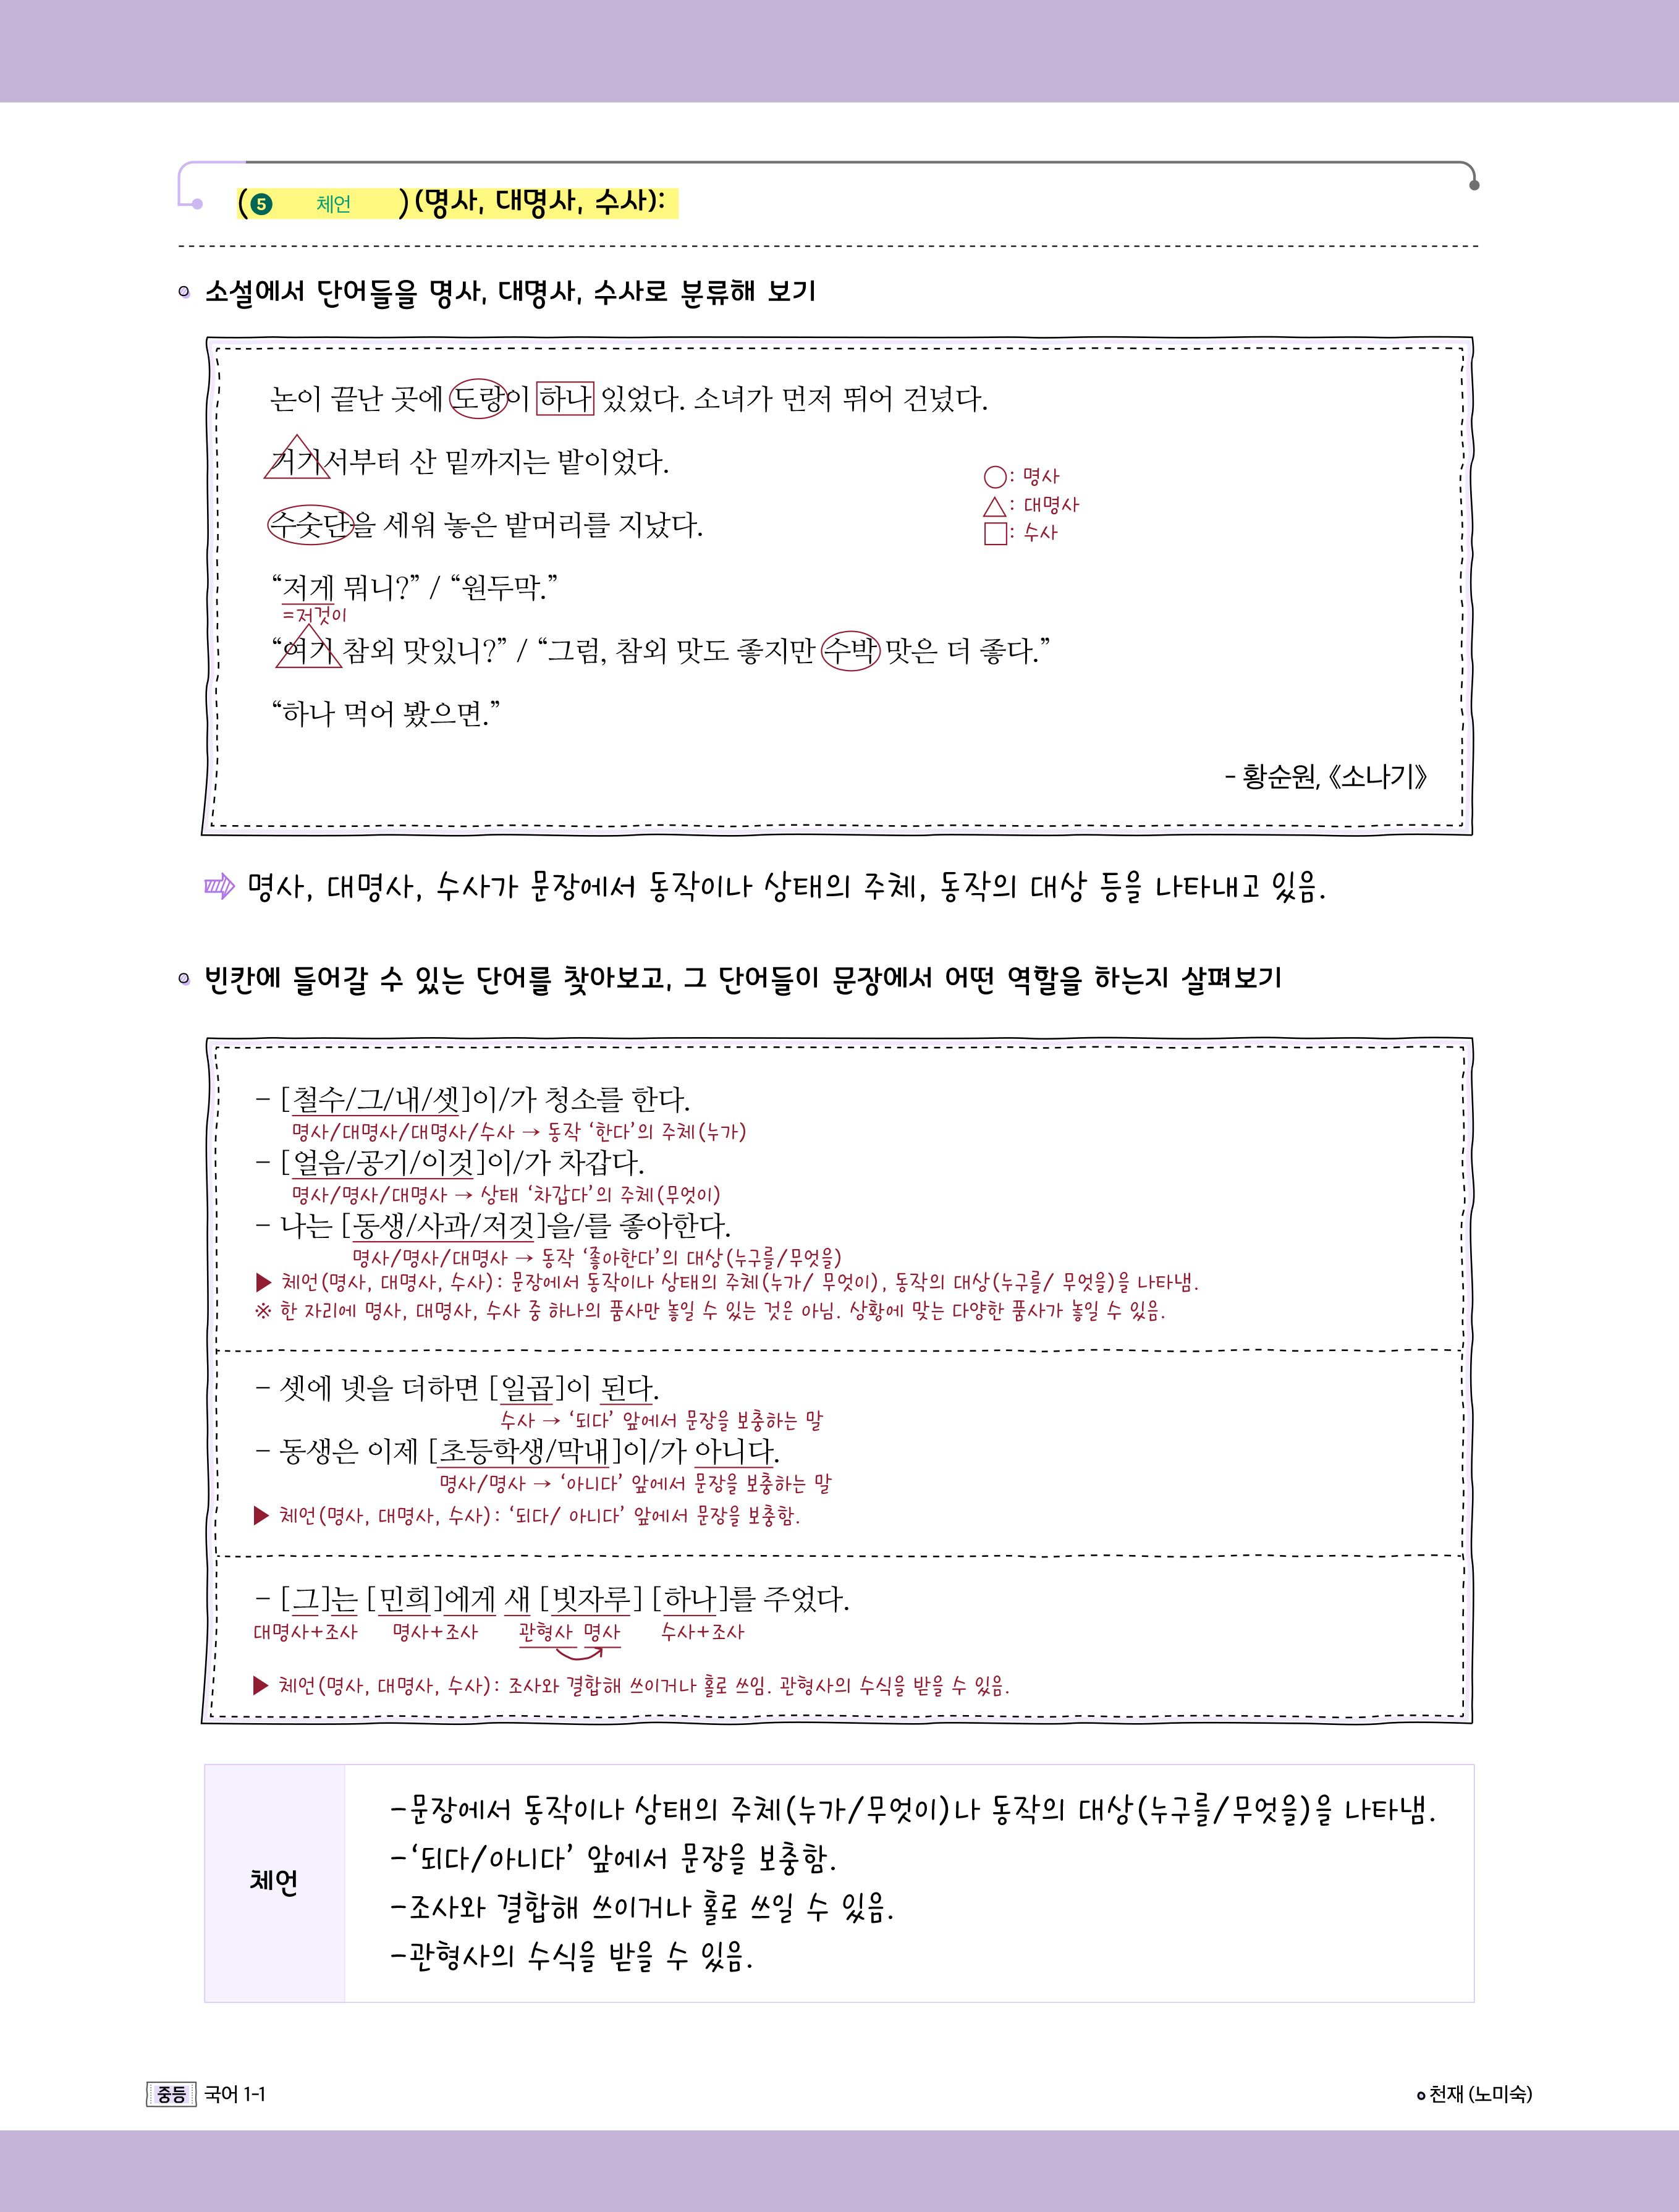 (5 체언 ) (명사, 대명사, 수사):
소설에서 단어들을 명사, 대명사, 수사로 분류해 보기
논이 끝난 곳에 도랑이 하나 있었다. 소녀가 먼저 뛰어 건넜다.
거기서부터 산 밑까지는 밭이었다.
○: 명사
△: 대명사
□: 수사
수숫단을 세워 놓은 밭머리를 지났다.
“저게 뭐니?” / “원두막.”
=저것이
“여기 참외 맛있니?” / “그럼, 참외 맛도 좋지만 수박 맛은 더 좋다.”
“하나 먹어 봤으면.”
- 황순원, 《소나기》
⇨ 명사, 대명사, 수사가 문장에서 동작이나 상태의 주체, 동작의 대상 등을 나타내고 있음.
빈칸에 들어갈 수 있는 단어를 찾아보고, 그 단어들이 문장에서 어떤 역할을 하는지 살펴보기
- [철수/그/내/셋]이/가 청소를 한다.
명사/대명사/대명사/수사 → 동작 ‘한다’의 주체(누가)
- [얼음/공기/이것]이/가 차갑다.
명사/명사/대명사 → 상태 ‘차갑다’의 주체(무엇이)
- 나는 [동생/사과/저것]을/를 좋아한다.
명사/명사/대명사 → 동작 ‘좋아한다’의 대상(누구를/무엇을)
▶ 체언(명사, 대명사, 수사): 문장에서 동작이나 상태의 주체(누가/ 무엇이), 동작의 대상(누구를/ 무엇을)을 나타냄.
※ 한 자리에 명사, 대명사, 수사 중 하나의 품사만 놓일 수 있는 것은 아님. 상황에 맞는 다양한 품사가 놓일 수 있음.
- 셋에 넷을 더하면 [일곱]이 된다.
수사 → ‘되다’ 앞에서 문장을 보충하는 말
- 동생은 이제 [초등학생/막내]이/가 아니다.
명사/명사 → ‘아니다’ 앞에서 문장을 보충하는 말
▶ 체언(명사, 대명사, 수사): ‘되다/ 아니다’ 앞에서 문장을 보충함.
- [그]는 [민희]에게 새 [빗자루] [하나]를 주었다.
대명사+조사 명사+조사 관형사 명사 수사+조사
▶ 체언(명사, 대명사, 수사): 조사와 결합해 쓰이거나 홀로 쓰임. 관형사의 수식을 받을 수 있음.
체언
-문장에서 동작이나 상태의 주체(누가/무엇이)나 동작의 대상(누구를/무엇을)을 나타냄.
-‘되다/아니다’ 앞에서 문장을 보충함.
-조사와 결합해 쓰이거나 홀로 쓰일 수 있음.
-관형사의 수식을 받을 수 있음.
중등 국어 1-1
천재 (노미숙)